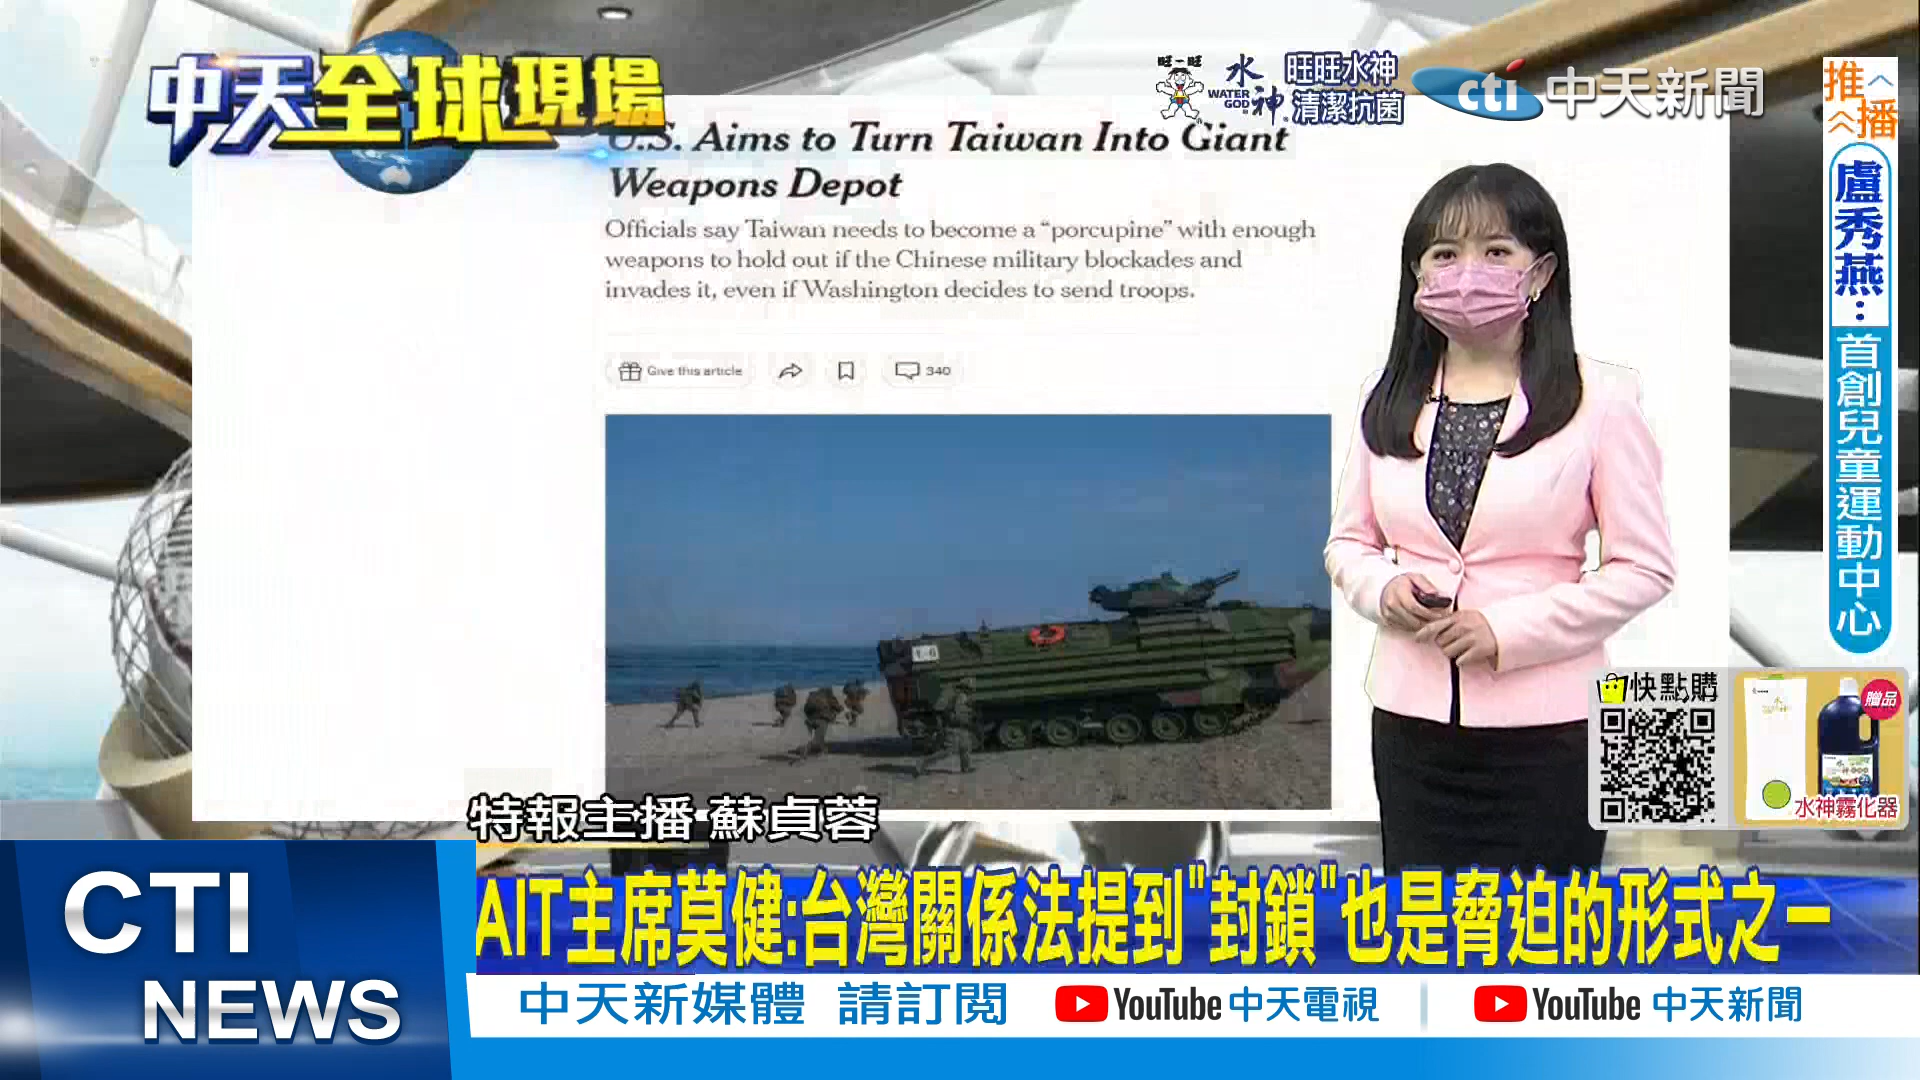 中天全球現場
旺旺
水神
WATER
GOD
旺旺水神
清潔抗菌
cti 中天新聞
推播
盧秀燕：首創兒童運動中心
U.S. Aims to Turn Taiwan Into Giant
Weapons Depot
Officials say Taiwan needs to become a “porcupine” with enough
weapons to hold out if the Chinese military blockades and
invades it, even if Washington decides to send troops.
Give this article
340
快點購
贈品
水神霧化器
特報主播 蘇貞蓉
CTI
NEWS
AIT主席莫健:台灣關係法提到"封鎖"也是脅迫的形式之一
中天新媒體 請訂閱 YouTube 中天電視 YouTube 中天新聞